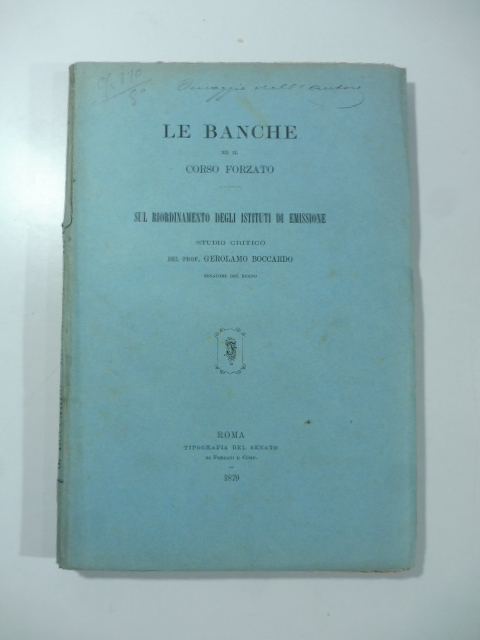 Omaggio dell'Autore
LE BANCHE
ED IL
CORSO FORZATO
SUL RIORDINAMENTO DEGLI ISTITUTI DI EMISSIONE
STUDIO CRITICO
DEL PROF. GEROLAMO BOCCARDO
SENATORE DEL REGNO
ROMA
TIPOGRAFIA DEL SENATO
DI FORZANI E COMP.
1879